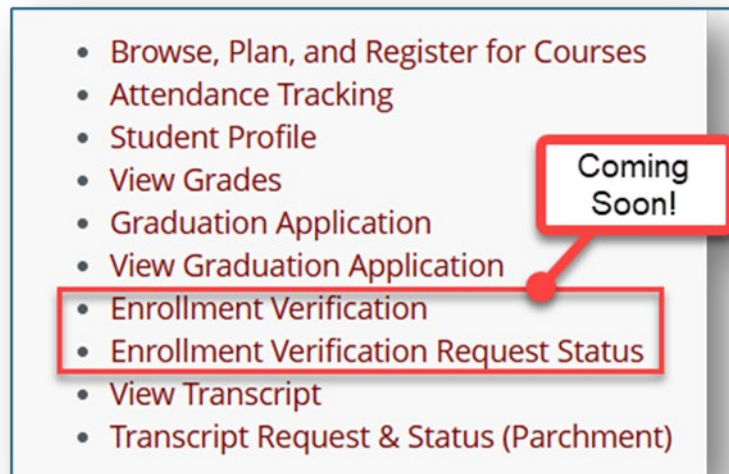 Browse, Plan, and Register for Courses
Attendance Tracking
Student Profile
View Grades
Coming
Soon!
Graduation Application
View Graduation Application
Enrollment Verification
Enrollment Verification Request Status
View Transcript
Transcript Request & Status (Parchment)